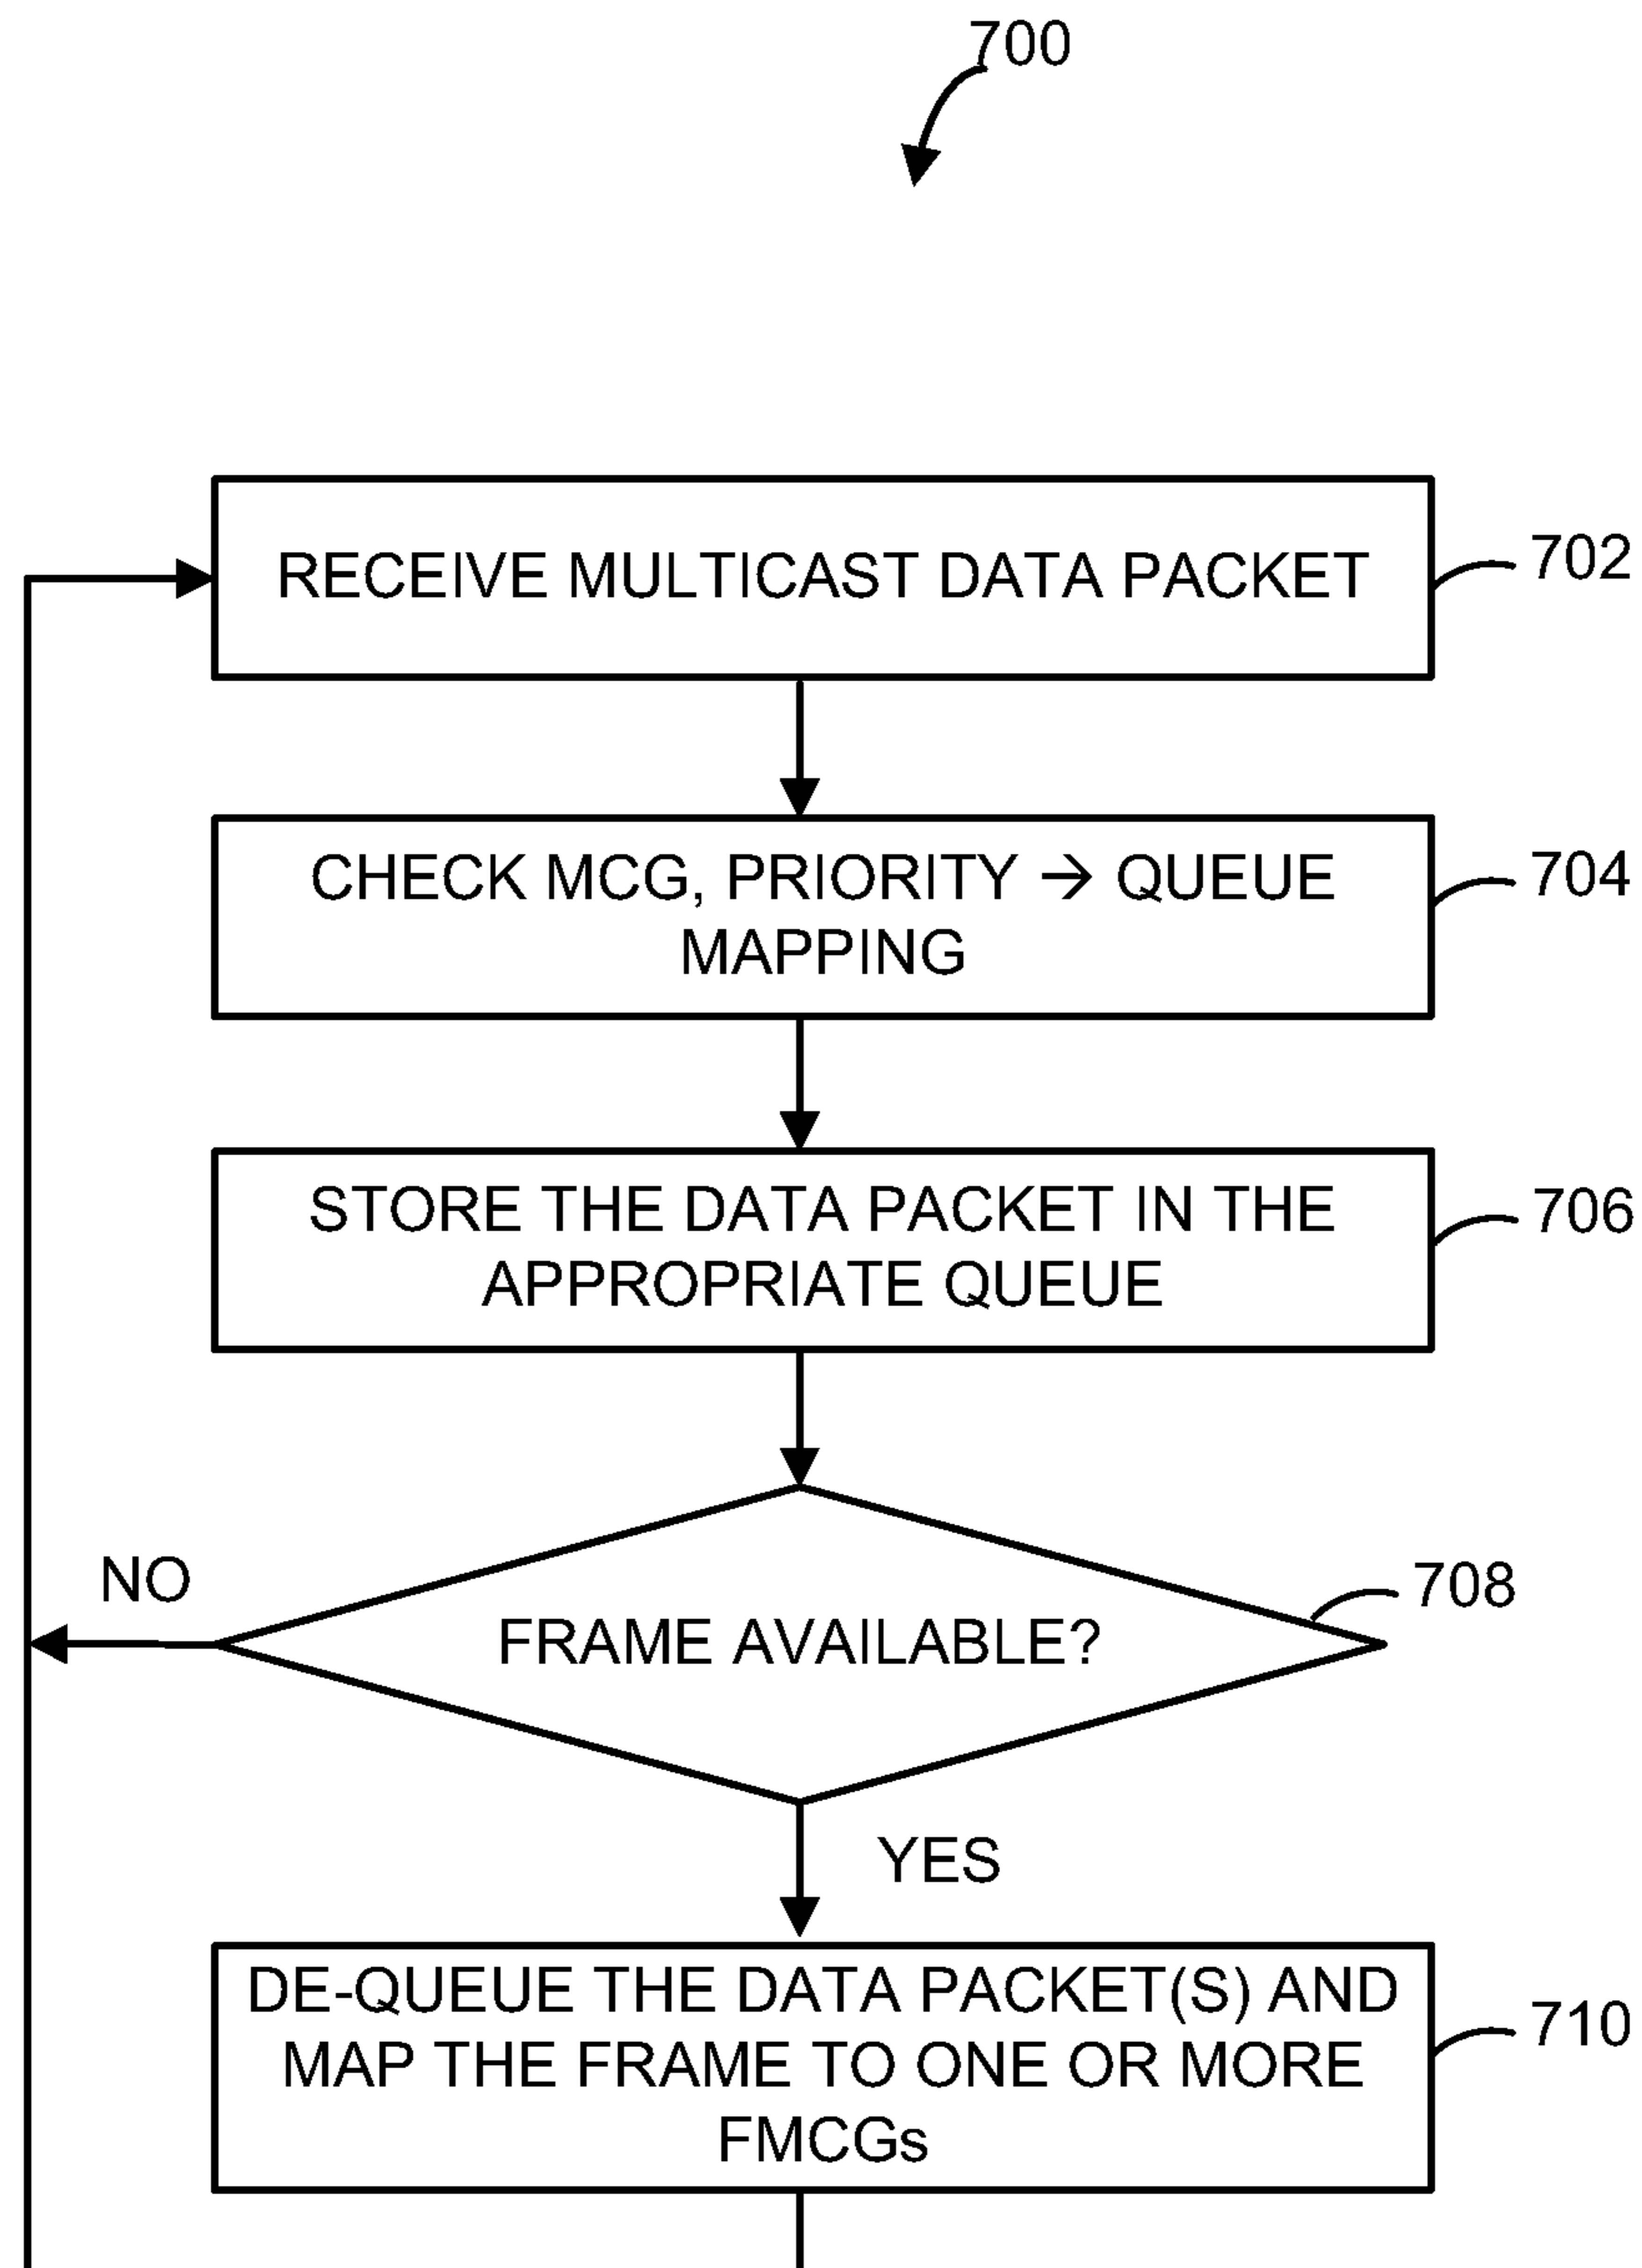 700
RECEIVE MULTICAST DATA PACKET
702
CHECK MCG, PRIORITY → QUEUE
MAPPING
704
STORE THE DATA PACKET IN THE
APPROPRIATE QUEUE
706
FRAME AVAILABLE?
708
NO
YES
DE-QUEUE THE DATA PACKET(S) AND
MAP THE FRAME TO ONE OR MORE
FMCGs
710